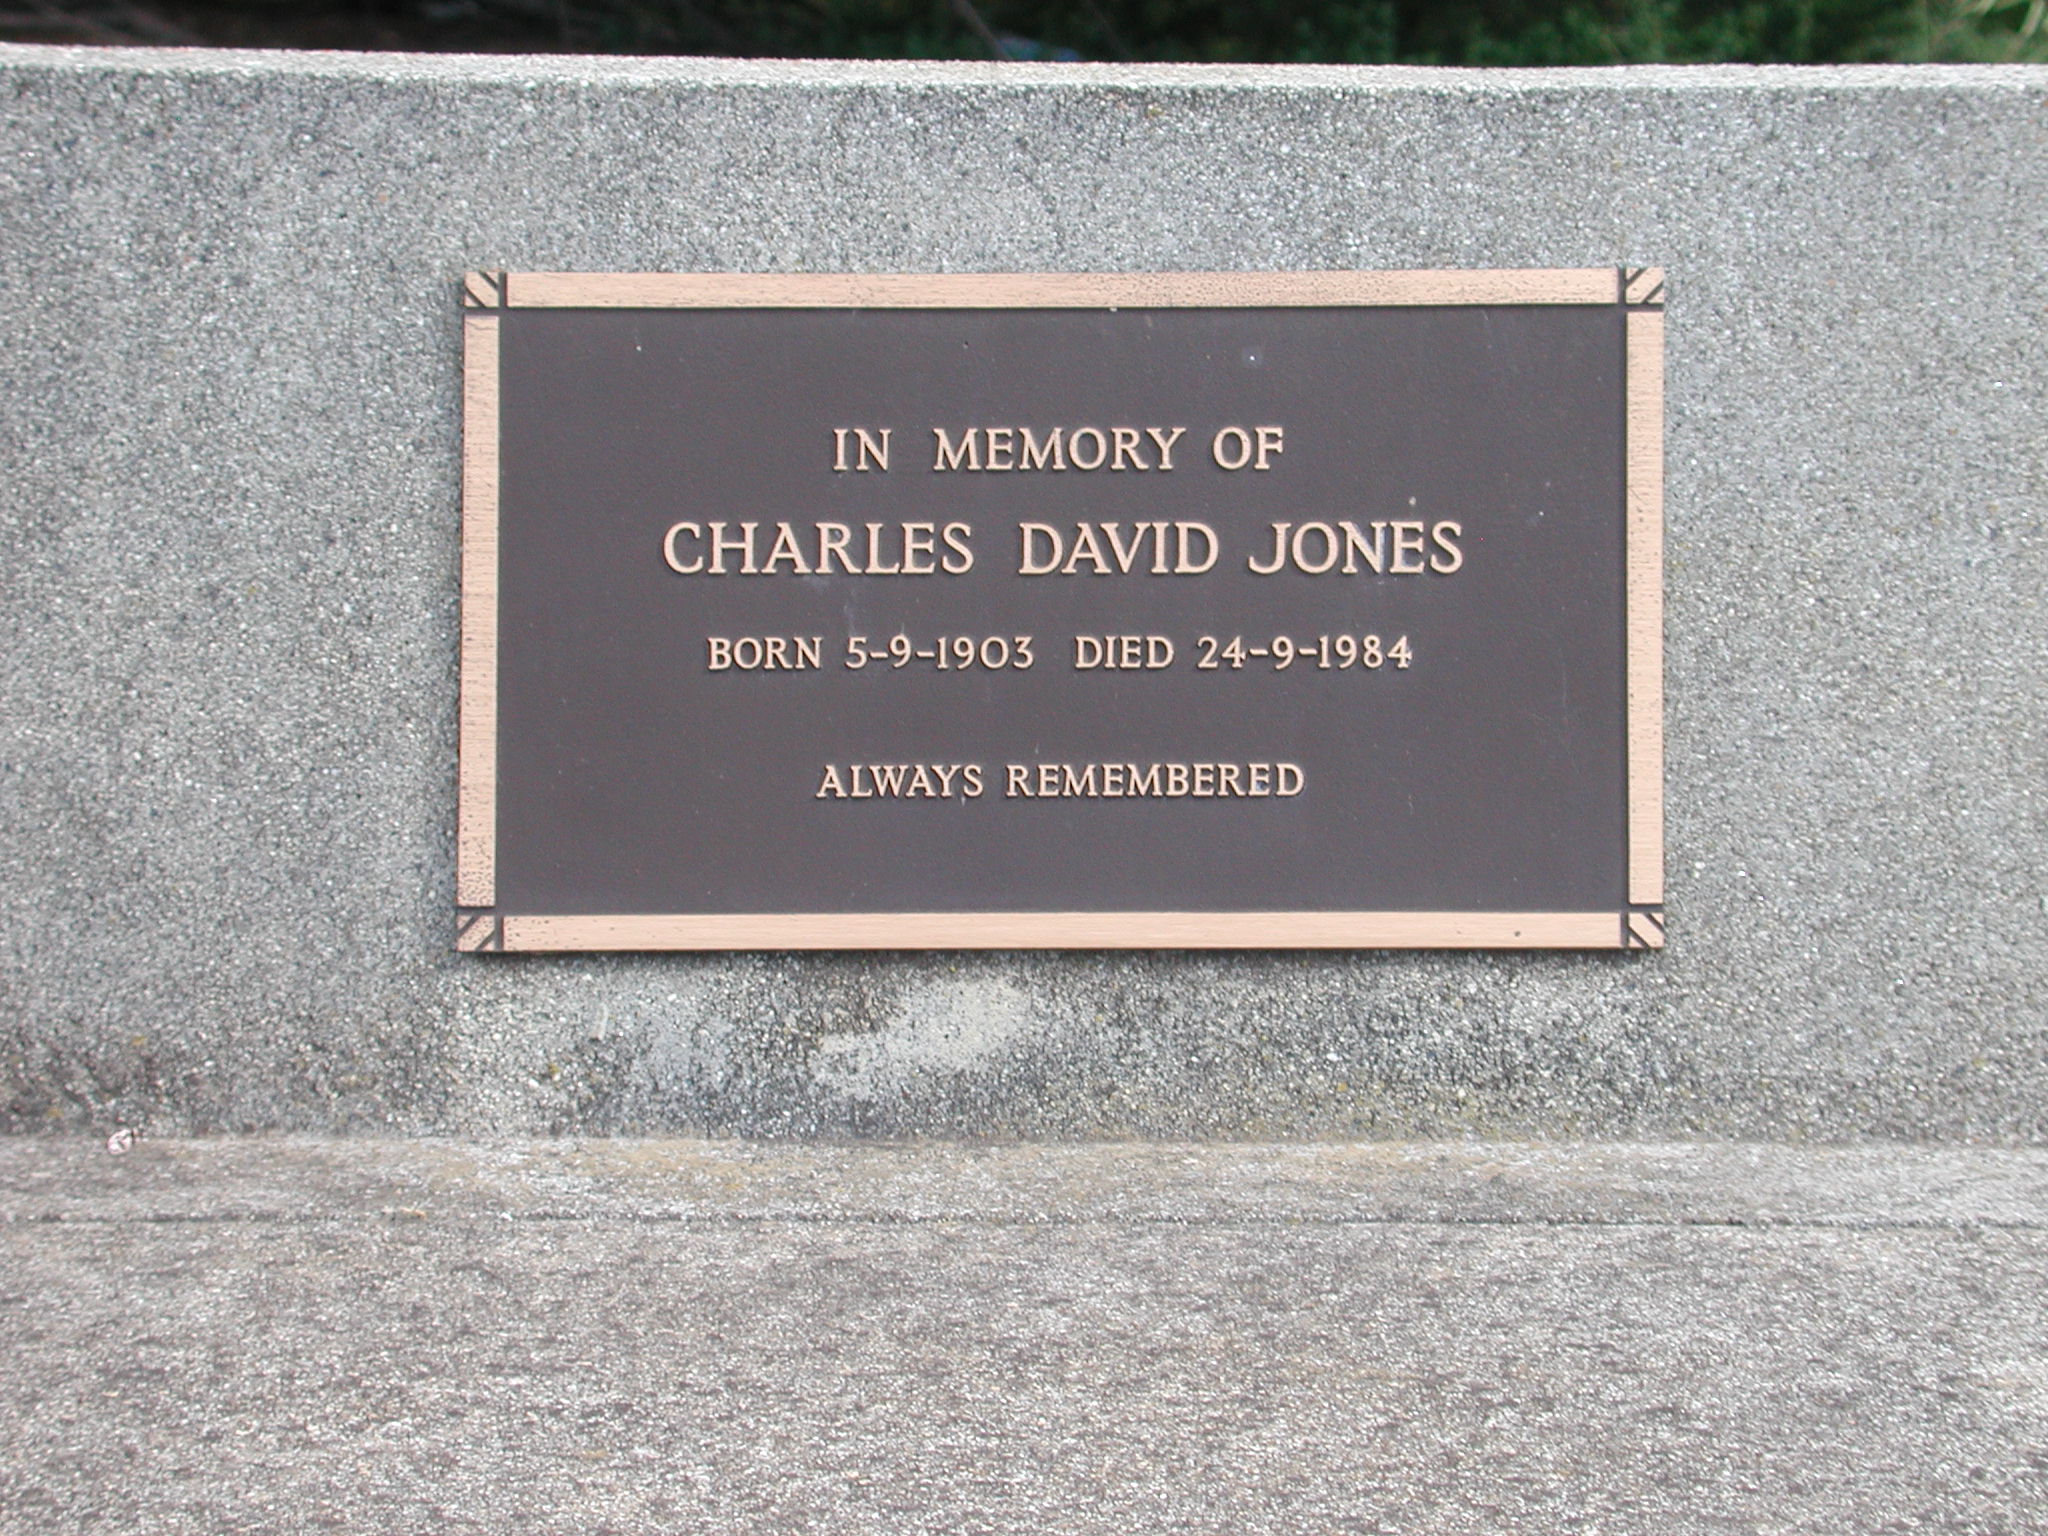 IN MEMORY OF
CHARLES DAVID JONES
BORN 5-9-1903 DIED 24-9-1984
ALWAYS REMEMBERED